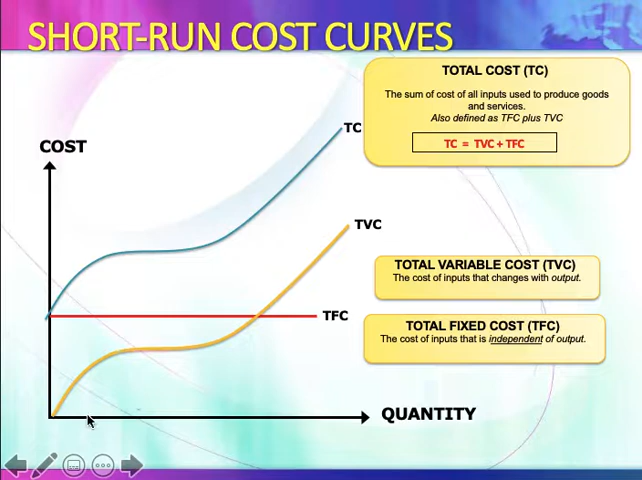 SHORT-RUN COST CURVES
TOTAL COST (TC)
The sum of cost of all inputs used to produce goods
and services.
Also defined as TFC plus TVC
TC = TVC + TFC
TC
COST
TVC
TOTAL VARIABLE COST (TVC)
The cost of inputs that changes with output.
TFC
TOTAL FIXED COST (TFC)
The cost of inputs that is independent of output.
QUANTITY